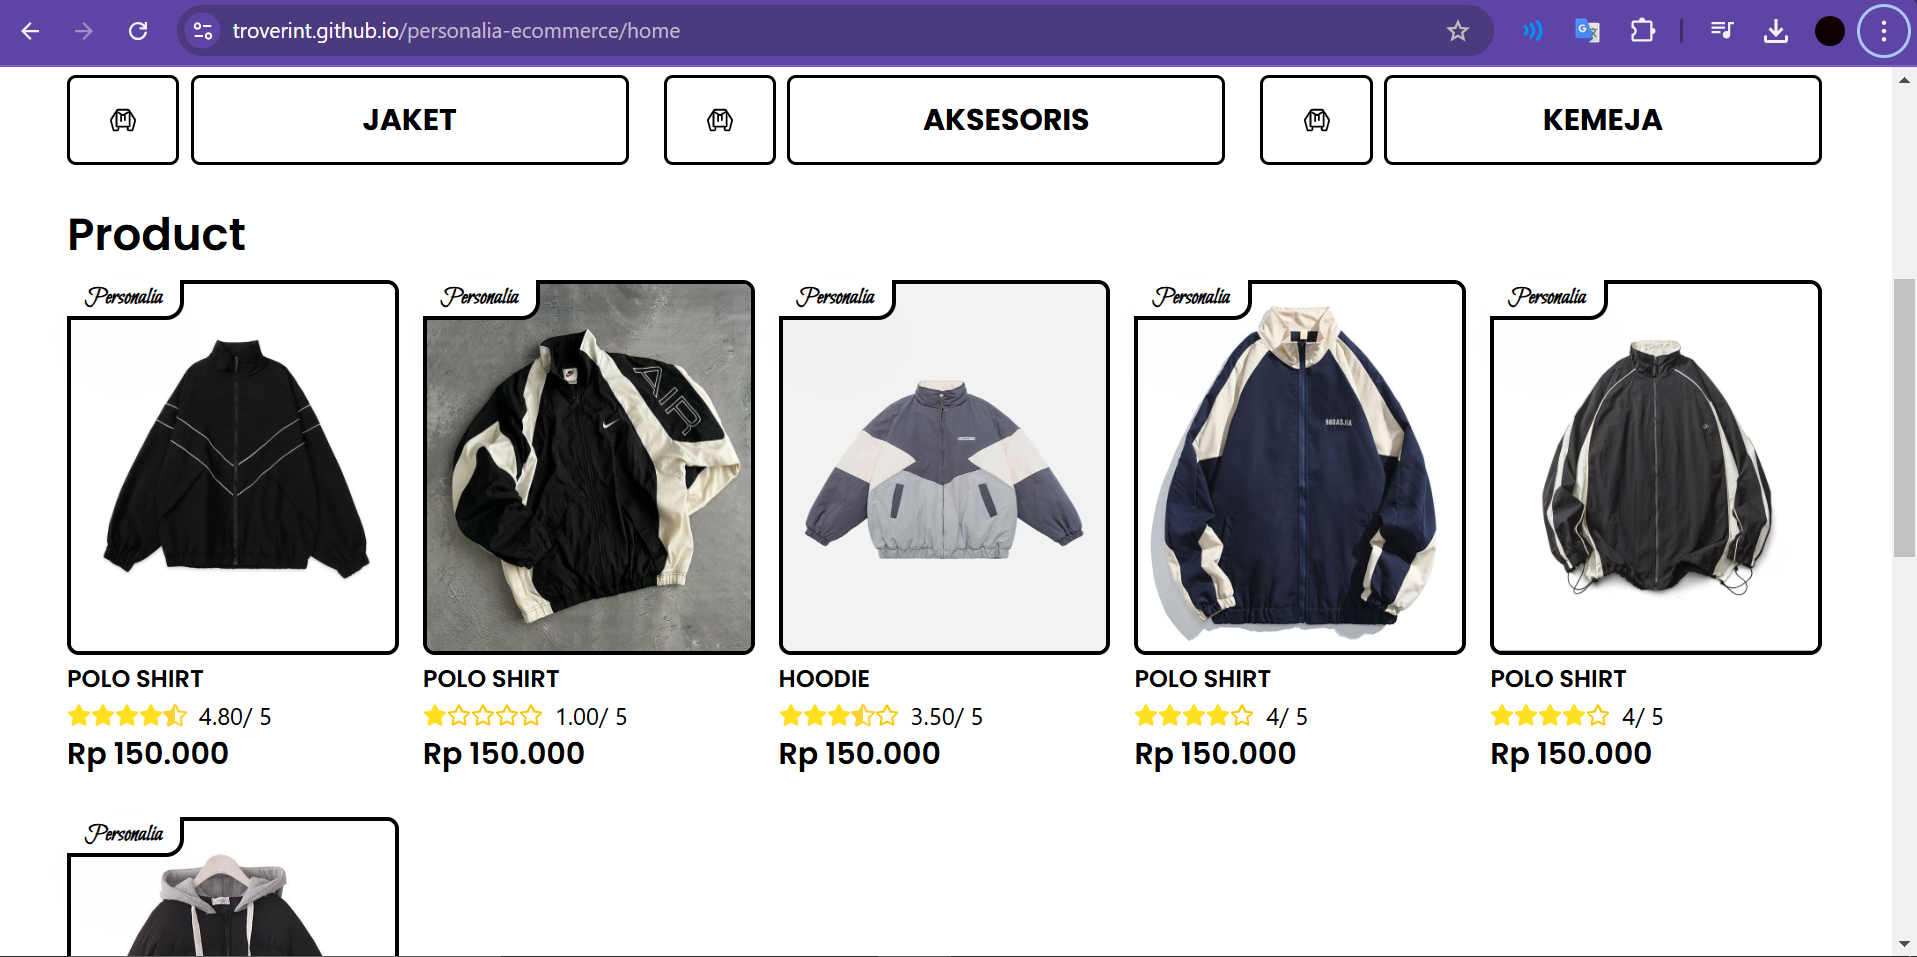 troverint.github.io/personalia-ecommerce/home
JAKET
AKSESORIS
KEMEJA
Product
Personalia
Personalia
Personalia
Personalia
Personalia
AIR
BBOAOJIA
POLO SHIRT
4.80/ 5
Rp 150.000
POLO SHIRT
1.00/ 5
Rp 150.000
HOODIE
3.50/ 5
Rp 150.000
POLO SHIRT
4/ 5
Rp 150.000
POLO SHIRT
4/ 5
Rp 150.000
Personalia